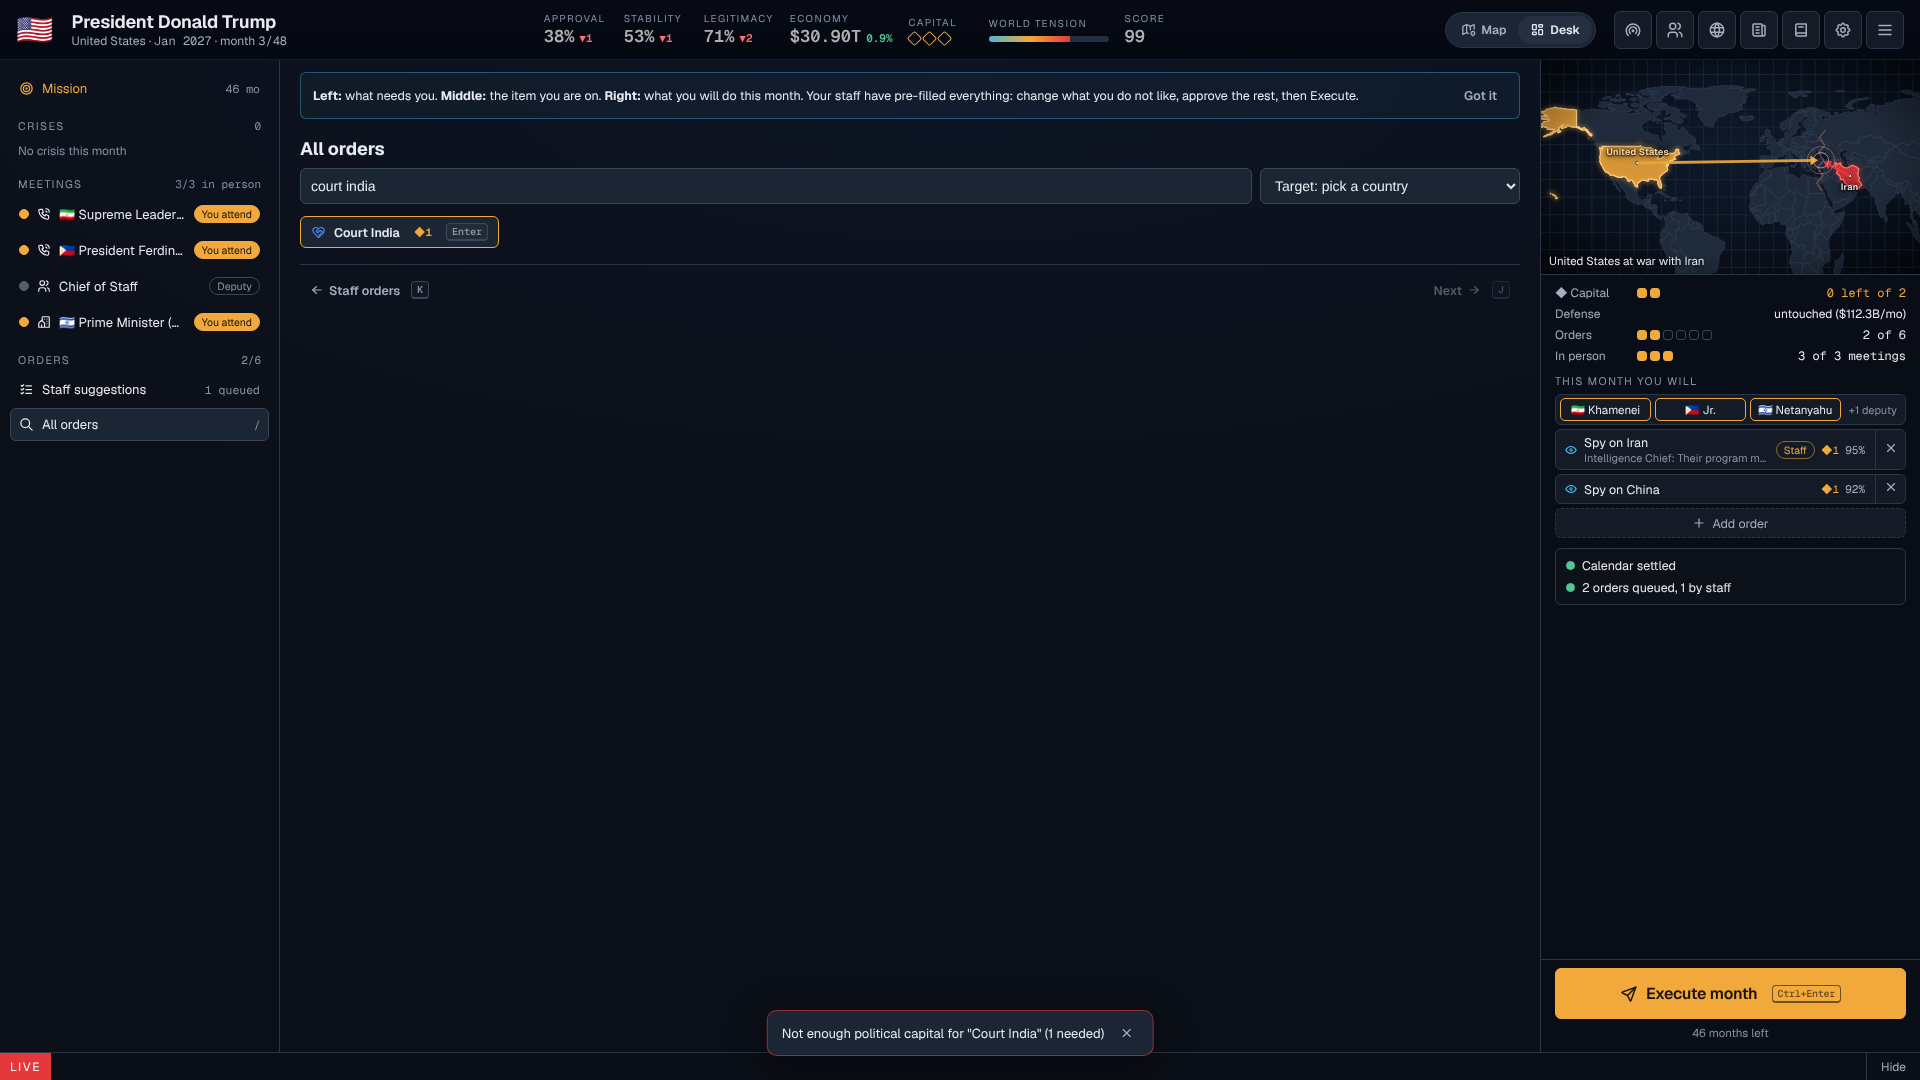 President Donald Trump
United States · Jan 2027 · month 3/48
APPROVAL
38% ▾1
STABILITY
53% ▾1
LEGITIMACY
71% ▾2
ECONOMY
$30.90T 0.9%
CAPITAL
WORLD TENSION
SCORE
99
Map
Desk
Mission 46 mo
CRISES 0
No crisis this month
MEETINGS 3/3 in person
Supreme Leader... You attend
President Ferdin... You attend
Chief of Staff Deputy
Prime Minister (... You attend
ORDERS 2/6
Staff suggestions 1 queued
All orders /
Left: what needs you. Middle: the item you are on. Right: what you will do this month. Your staff have pre-filled everything: change what you do not like, approve the rest, then Execute. Got it
All orders
court india
Target: pick a country
Court India ◆1 Enter
← Staff orders K
Next → J
United States
Iran
United States at war with Iran
◆ Capital 0 left of 2
Defense untouched ($112.3B/mo)
Orders 2 of 6
In person 3 of 3 meetings
THIS MONTH YOU WILL
Khamenei
Jr.
Netanyahu
+1 deputy
Spy on Iran
Intelligence Chief: Their program m...
Staff ◆1 95% ×
Spy on China ◆1 92% ×
+ Add order
Calendar settled
2 orders queued, 1 by staff
Execute month Ctrl+Enter
46 months left
Not enough political capital for "Court India" (1 needed) ×
LIVE
Hide